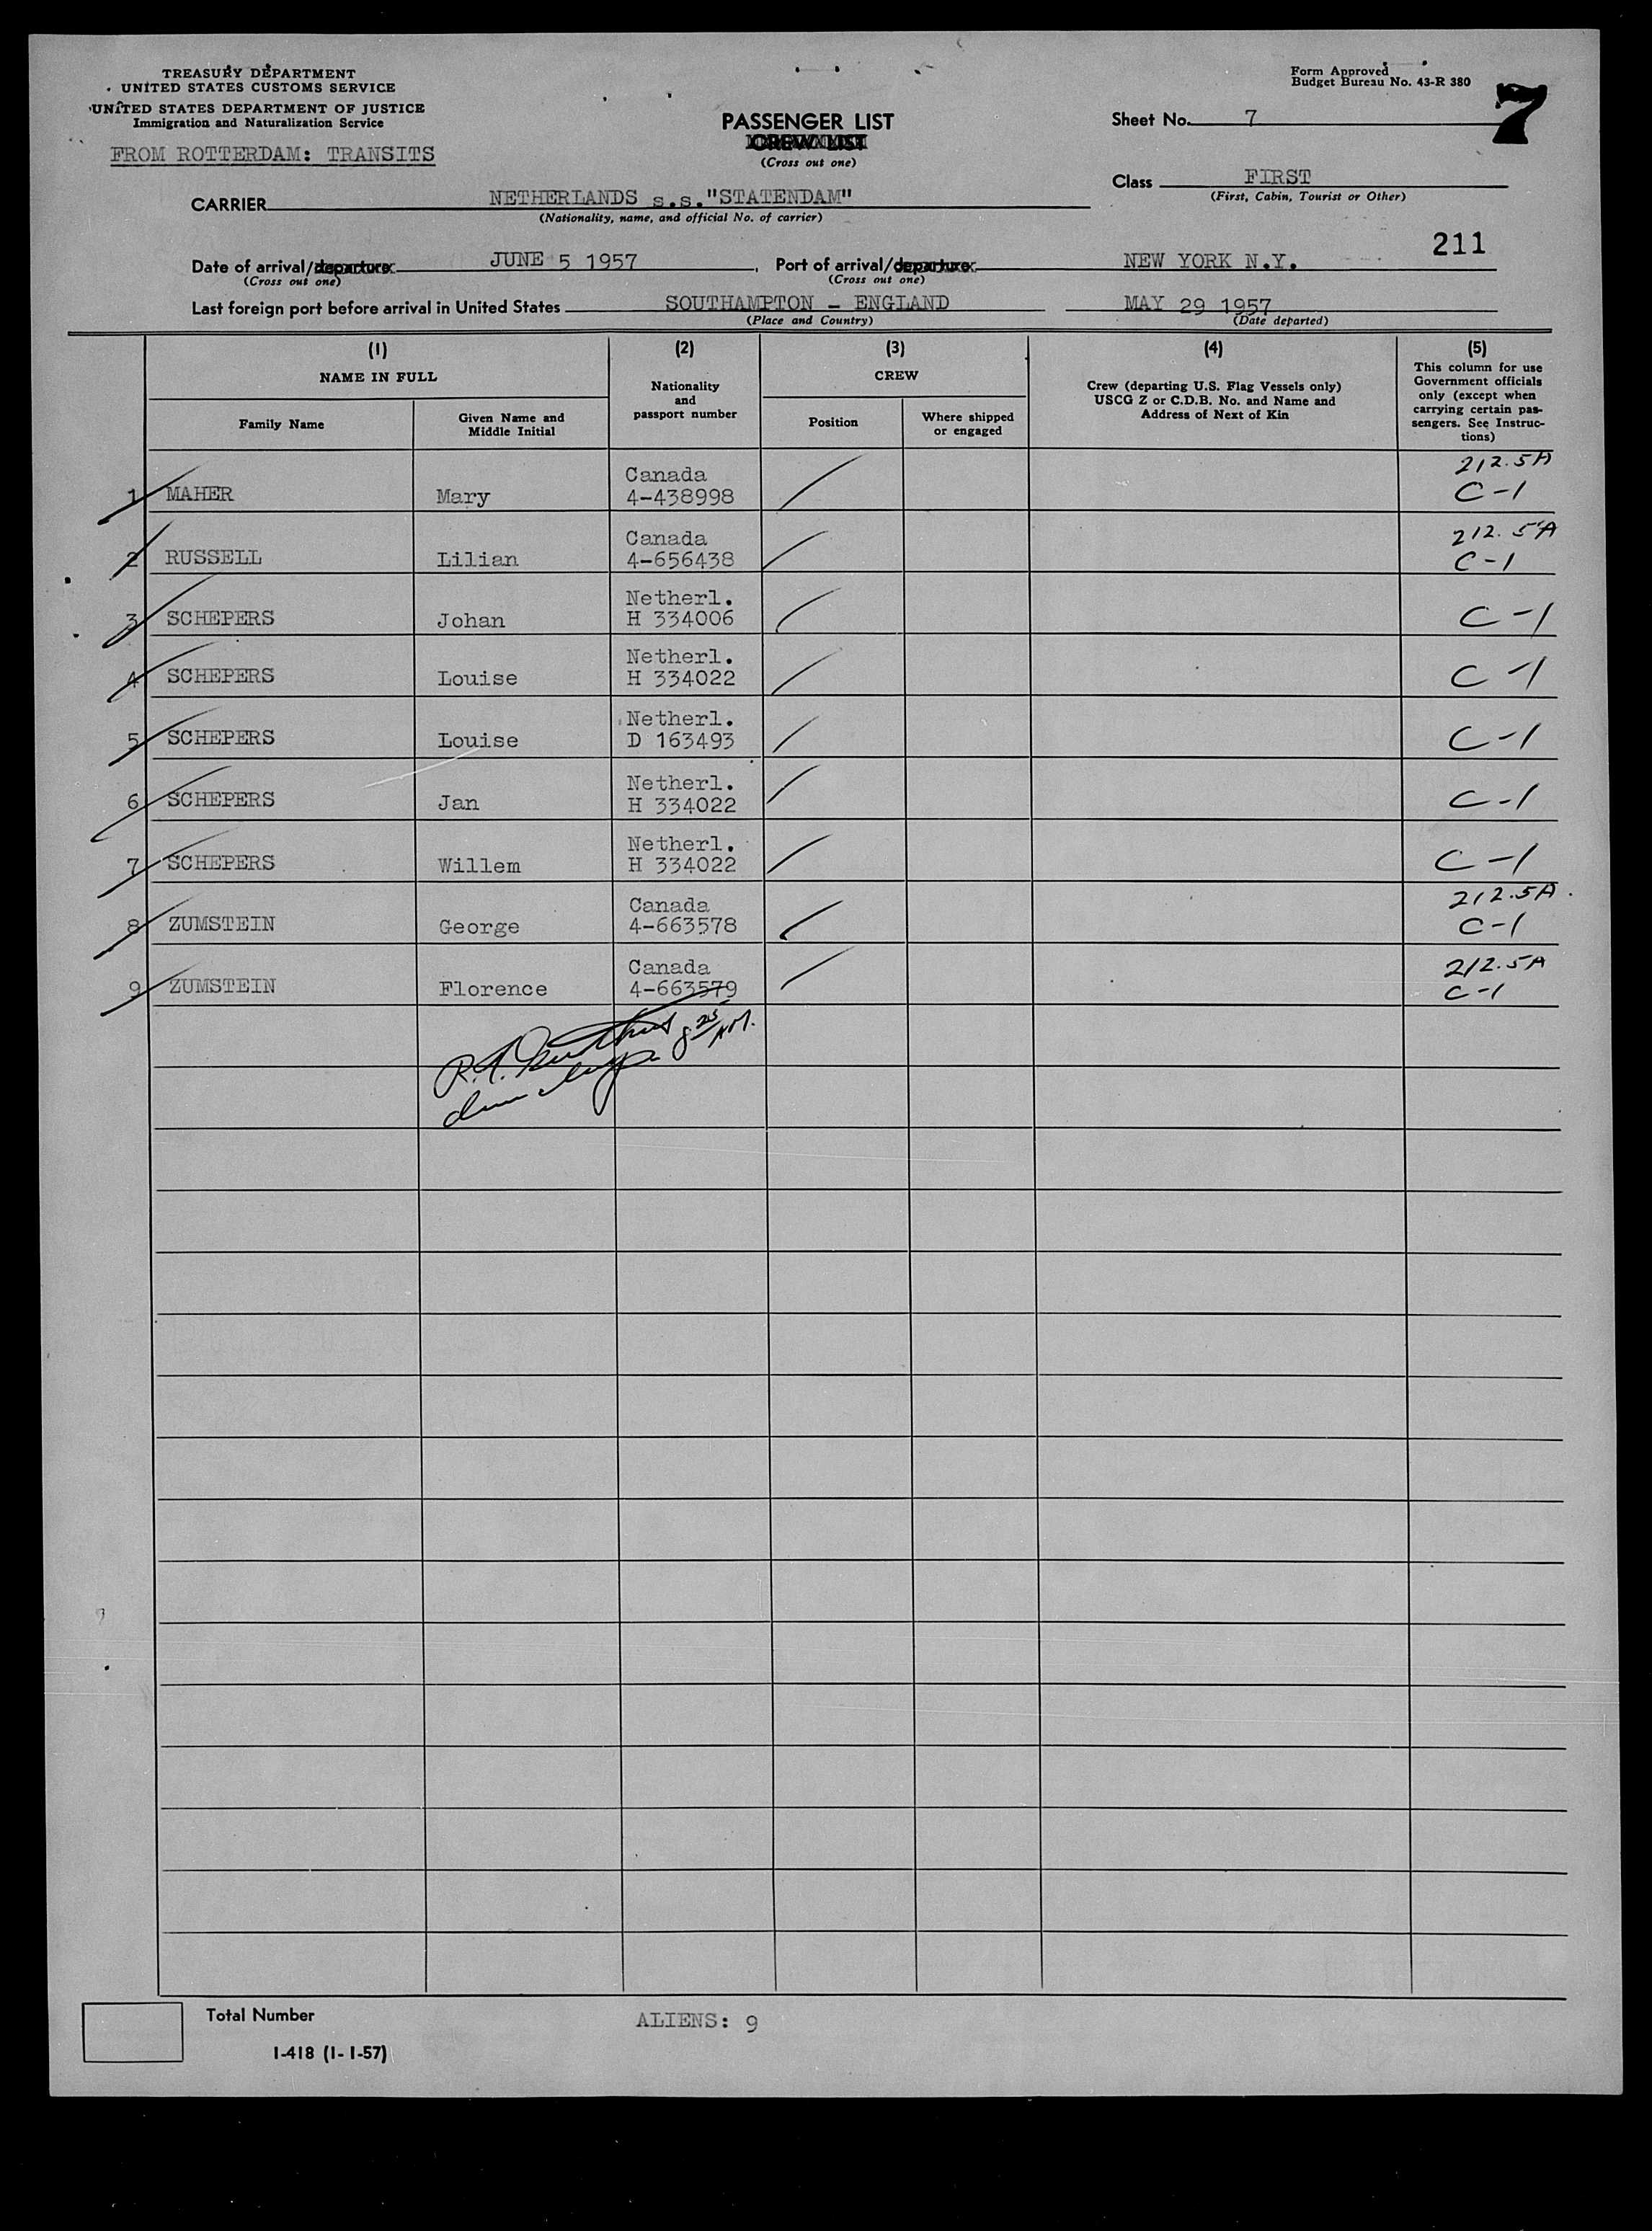 TREASURY DEPARTMENT
UNITED STATES CUSTOMS SERVICE
UNITED STATES DEPARTMENT OF JUSTICE
Immigration and Naturalization Service
FROM ROTTERDAM: TRANSITS
Form Approved
Budget Bureau No. 43-R 380
7
PASSENGER LIST
CREW LIST
(Cross out one)
Sheet No. 7
Class FIRST
(First, Cabin, Tourist or Other)
CARRIER NETHERLANDS s.s."STATENDAM"
(Nationality, name, and official No. of carrier)
211
Date of arrival/departure JUNE 5 1957, Port of arrival/departure NEW YORK N.Y.
(Cross out one) (Cross out one)
Last foreign port before arrival in United States SOUTHAMPTON - ENGLAND MAY 29 1957
(Place and Country) (Date departed)
(1) (2) (3) (4) (5)
NAME IN FULL
Family Name
Given Name and
Middle Initial
Nationality
and
passport number
CREW
Position
Where shipped
or engaged
Crew (departing U.S. Flag Vessels only)
USCG Z or C.D.B. No. and Name and
Address of Next of Kin
This column for use
Government officials
only (except when
carrying certain pas-
sengers. See Instruc-
tions)
Canada 212.5A
1 MAHER Mary 4-438998 C-1
Canada 212.5A
2 RUSSELL Lilian 4-656438 C-1
Netherl.
3 SCHEPERS Johan H 334006 C-1
Netherl.
4 SCHEPERS Louise H 334022 C-1
Netherl.
5 SCHEPERS Louise D 163493 C-1
Netherl.
6 SCHEPERS Jan H 334022 C-1
Netherl.
7 SCHEPERS Willem H 334022 C-1
Canada 212.5A
8 ZUMSTEIN George 4-663578 C-1
Canada 212.5A
9 ZUMSTEIN Florence 4-663579 C-1
Total Number ALIENS: 9
I-418 (1-1-57)